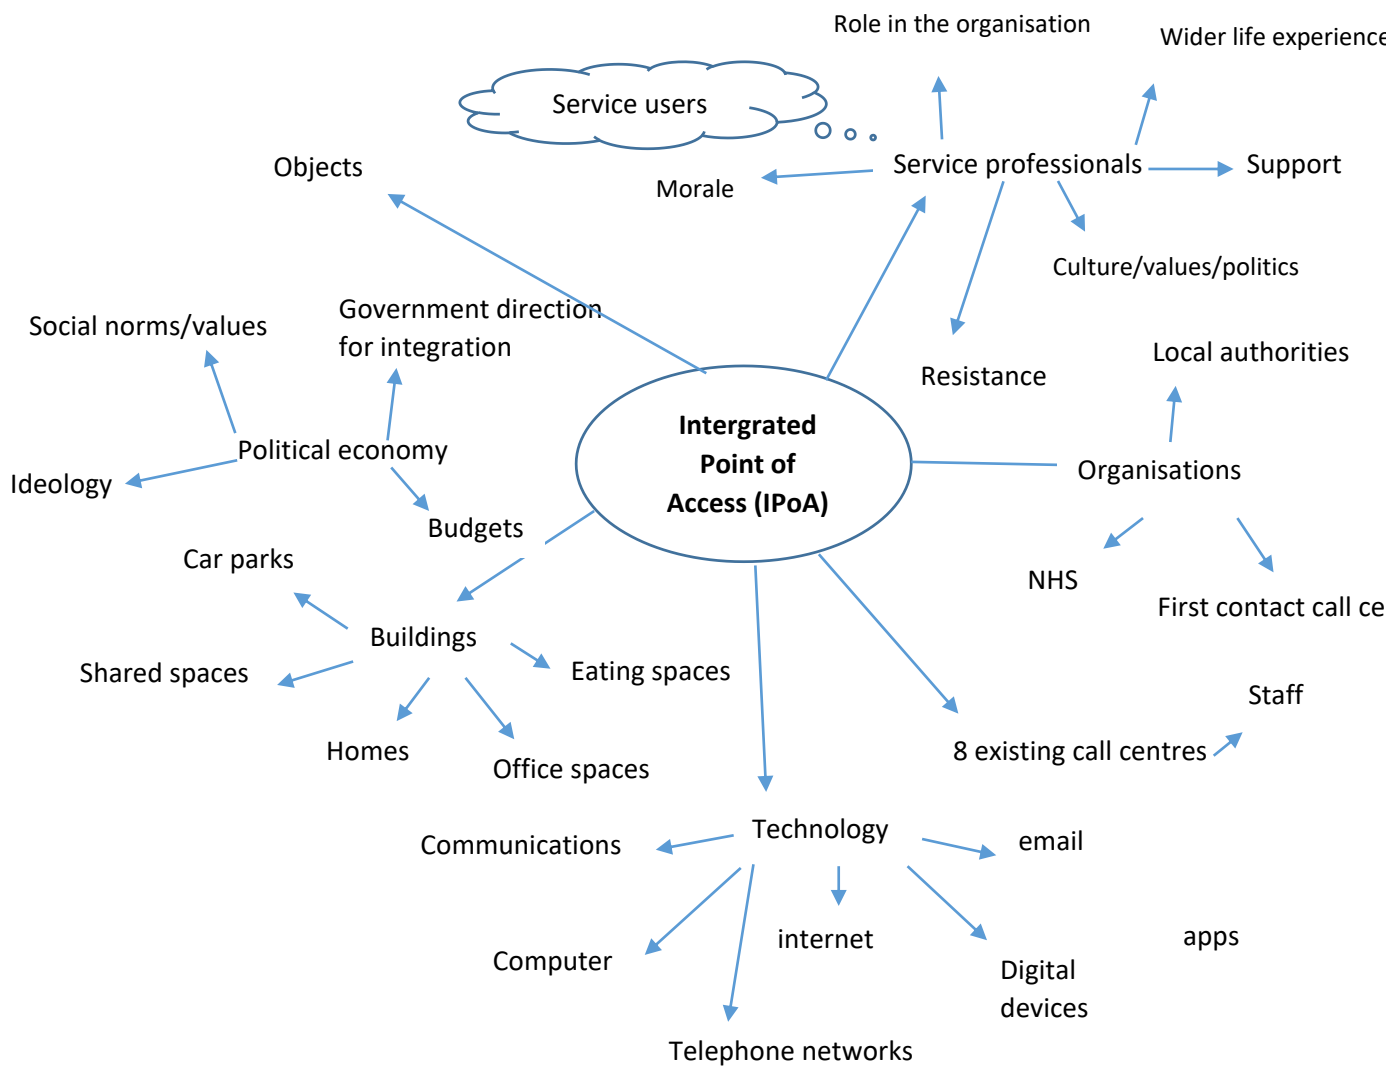 Role in the organisation
Wider life experience
Service users
Objects
Morale
Service professionals
Support
Culture/values/politics
Social norms/values
Government direction
for integration
Resistance
Local authorities
Political economy
Ideology
Budgets
Intergrated
Point of
Access (IPoA)
Organisations
NHS
First contact call ce
Car parks
Buildings
Shared spaces
Eating spaces
Homes
Office spaces
Staff
8 existing call centres
Technology
Communications
email
Computer
internet
apps
Digital
devices
Telephone networks